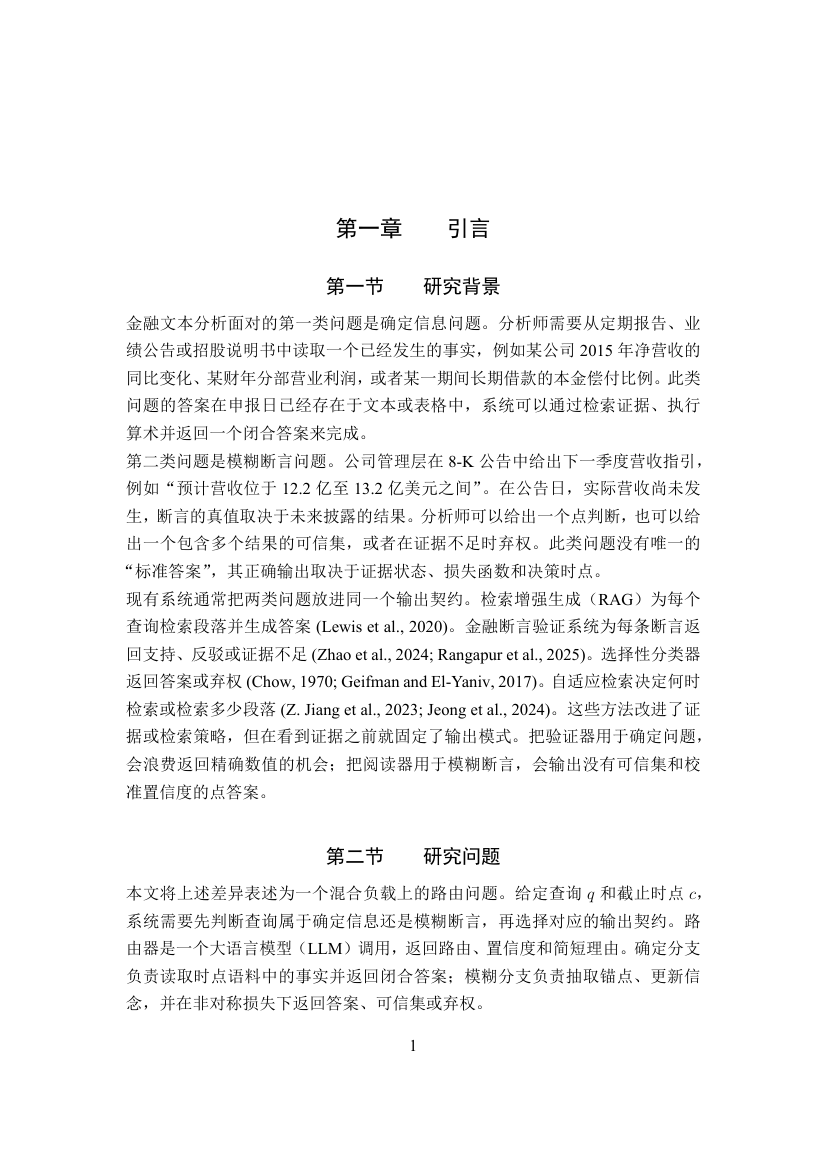 第一章 引言
第一节 研究背景
金融文本分析面对的第一类问题是确定信息问题。分析师需要从定期报告、业
绩公告或招股说明书中读取一个已经发生的事实，例如某公司 2015 年净营收的
同比变化、某财年分部营业利润，或者某一期间长期借款的本金偿付比例。此类
问题的答案在申报日已经存在于文本或表格中，系统可以通过检索证据、执行
算术并返回一个闭合答案来完成。
第二类问题是模糊断言问题。公司管理层在 8-K 公告中给出下一季度营收指引，
例如“预计营收位于 12.2 亿至 13.2 亿美元之间”。在公告日，实际营收尚未发
生，断言的真值取决于未来披露的结果。分析师可以给出一个点判断，也可以给
出一个包含多个结果的可信集，或者在证据不足时弃权。此类问题没有唯一的
“标准答案”，其正确输出取决于证据状态、损失函数和决策时点。
现有系统通常把两类问题放进同一个输出契约。检索增强生成（RAG）为每个
查询检索段落并生成答案 (Lewis et al., 2020)。金融断言验证系统为每条断言返
回支持、反驳或证据不足 (Zhao et al., 2024; Rangapur et al., 2025)。选择性分类器
返回答案或弃权 (Chow, 1970; Geifman and El-Yaniv, 2017)。自适应检索决定何时
检索或检索多少段落 (Z. Jiang et al., 2023; Jeong et al., 2024)。这些方法改进了证
据或检索策略，但在看到证据之前就固定了输出模式。把验证器用于确定问题，
会浪费返回精确数值的机会；把阅读器用于模糊断言，会输出没有可信集和校
准置信度的点答案。
第二节 研究问题
本文将上述差异表述为一个混合负载上的路由问题。给定查询 q 和截止时点 c，
系统需要先判断查询属于确定信息还是模糊断言，再选择对应的输出契约。路
由器是一个大语言模型（LLM）调用，返回路由、置信度和简短理由。确定分支
负责读取时点语料中的事实并返回闭合答案；模糊分支负责抽取锚点、更新信
念，并在非对称损失下返回答案、可信集或弃权。
1